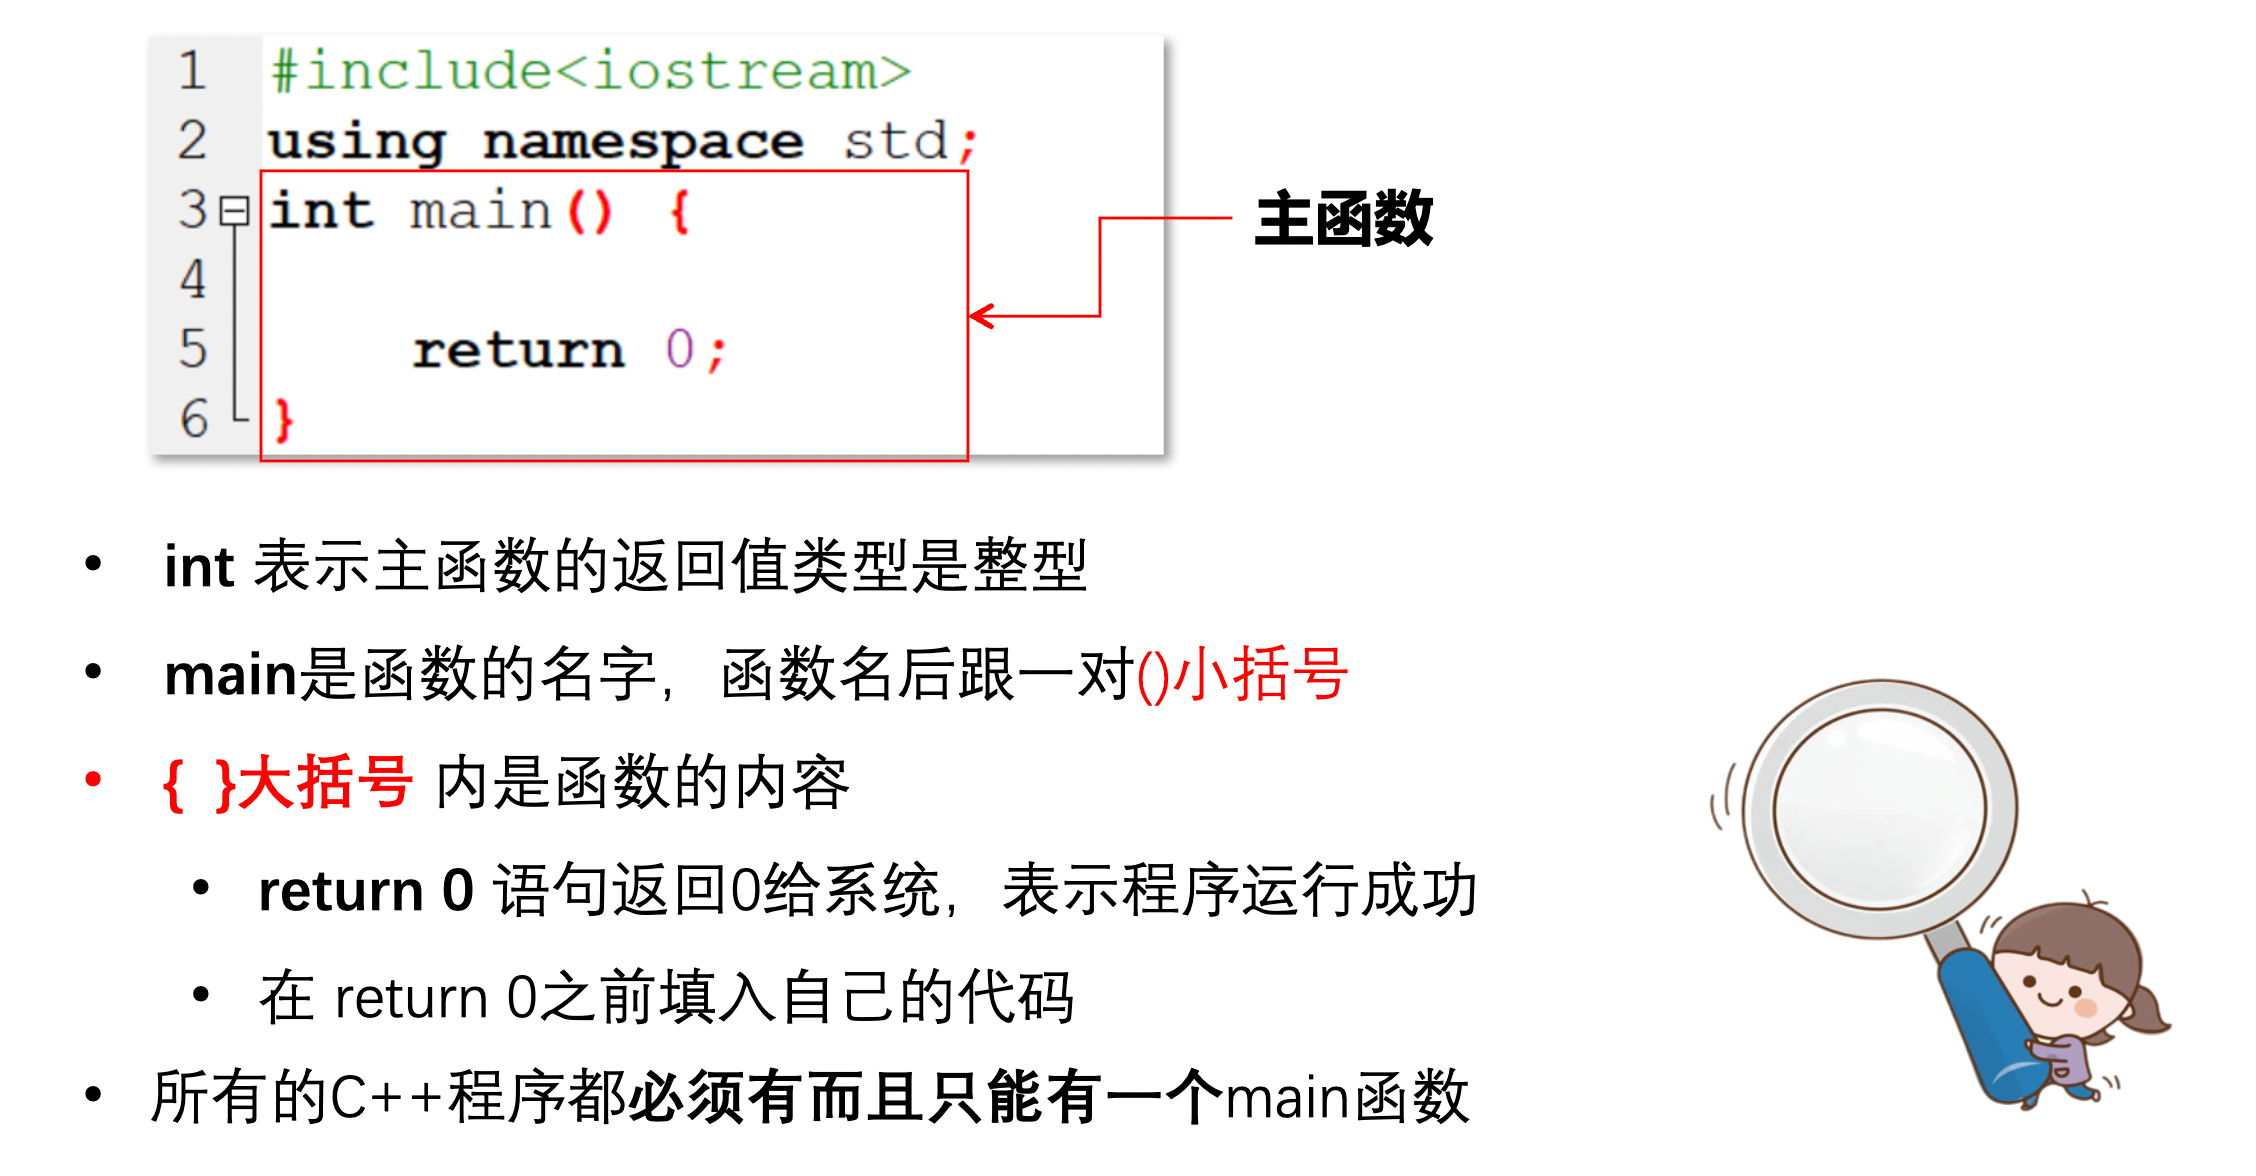 1 #include<iostream>
2 using namespace std;
3 int main() {
4
5 return 0;
6 }
主函数
• int 表示主函数的返回值类型是整型
• main是函数的名字，函数名后跟一对()小括号
• { }大括号 内是函数的内容
• return 0 语句返回0给系统，表示程序运行成功
• 在 return 0之前填入自己的代码
• 所有的C++程序都必须有而且只能有一个main函数